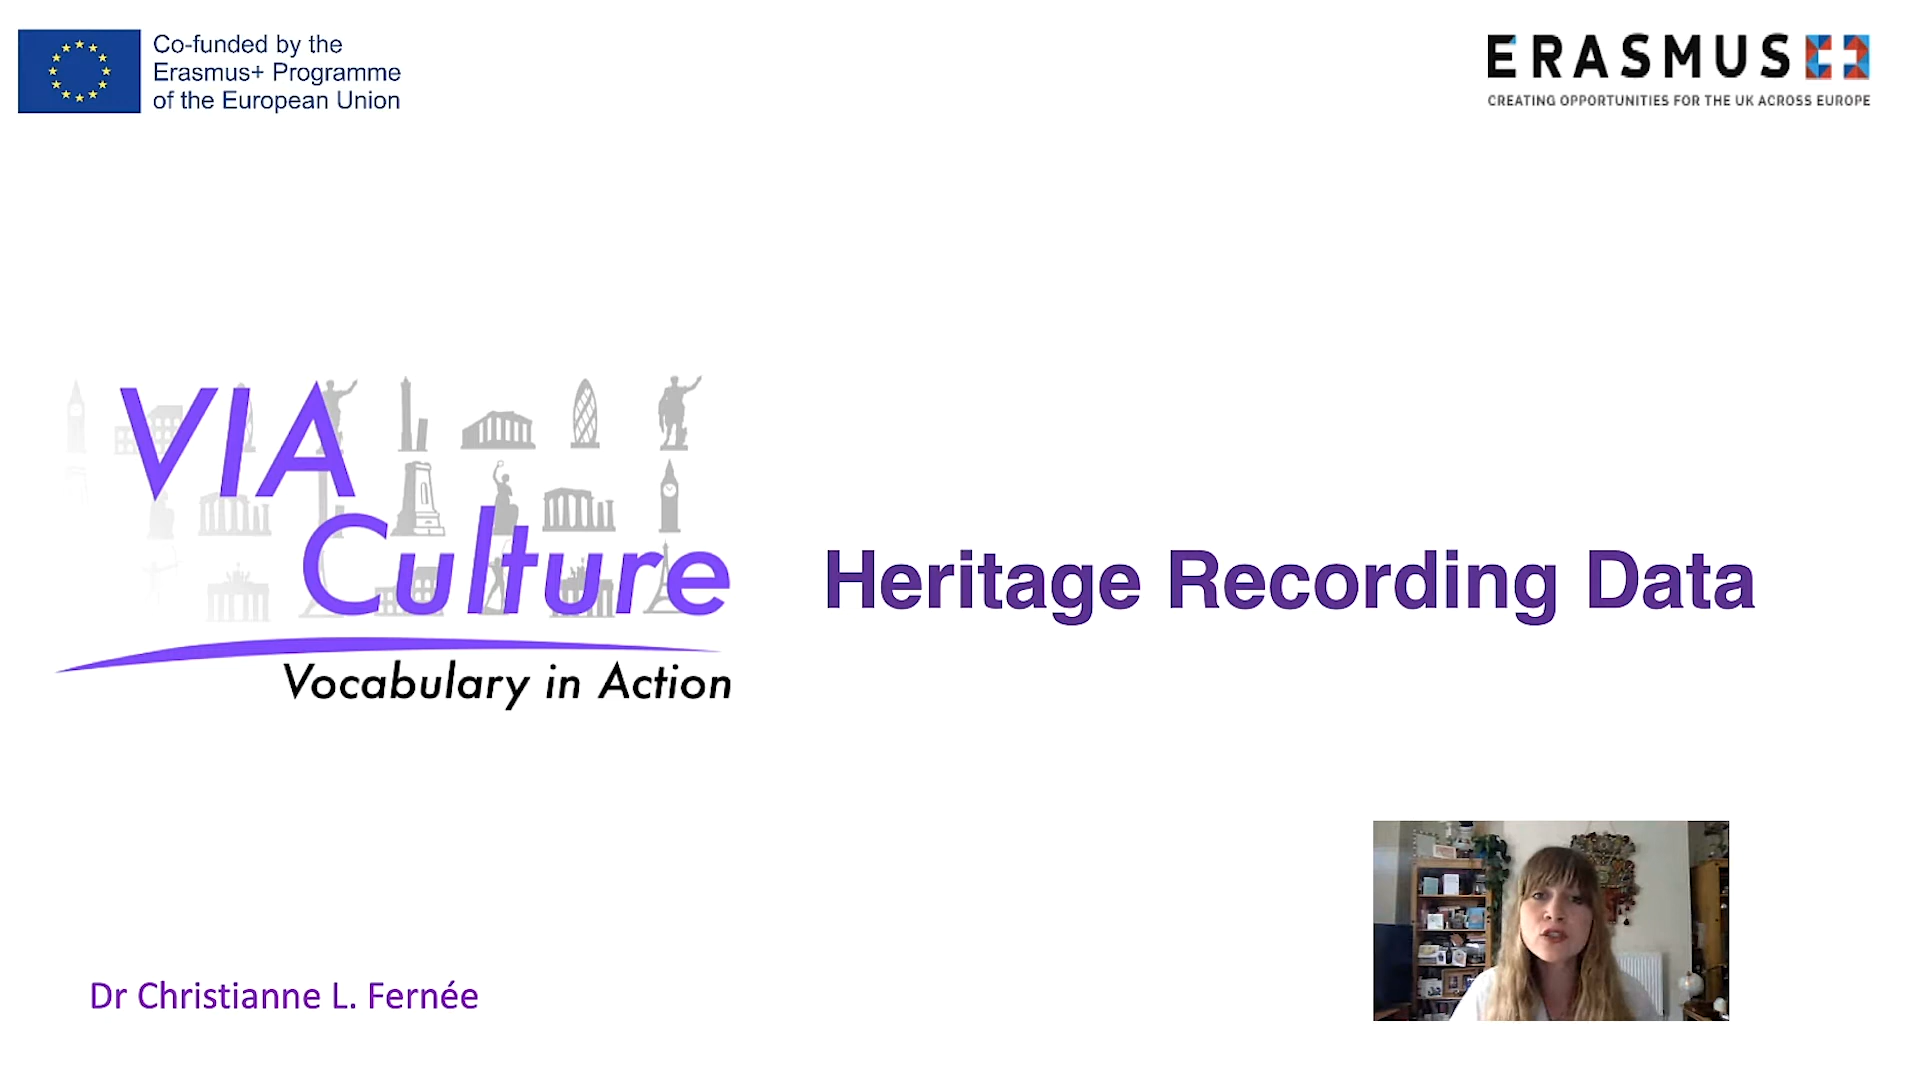 Co-funded by the
Erasmus+ Programme
of the European Union
ERASMUS+
CREATING OPPORTUNITIES FOR THE UK ACROSS EUROPE
VIA
Culture
Vocabulary in Action
Heritage Recording Data
Dr Christianne L. Fernée